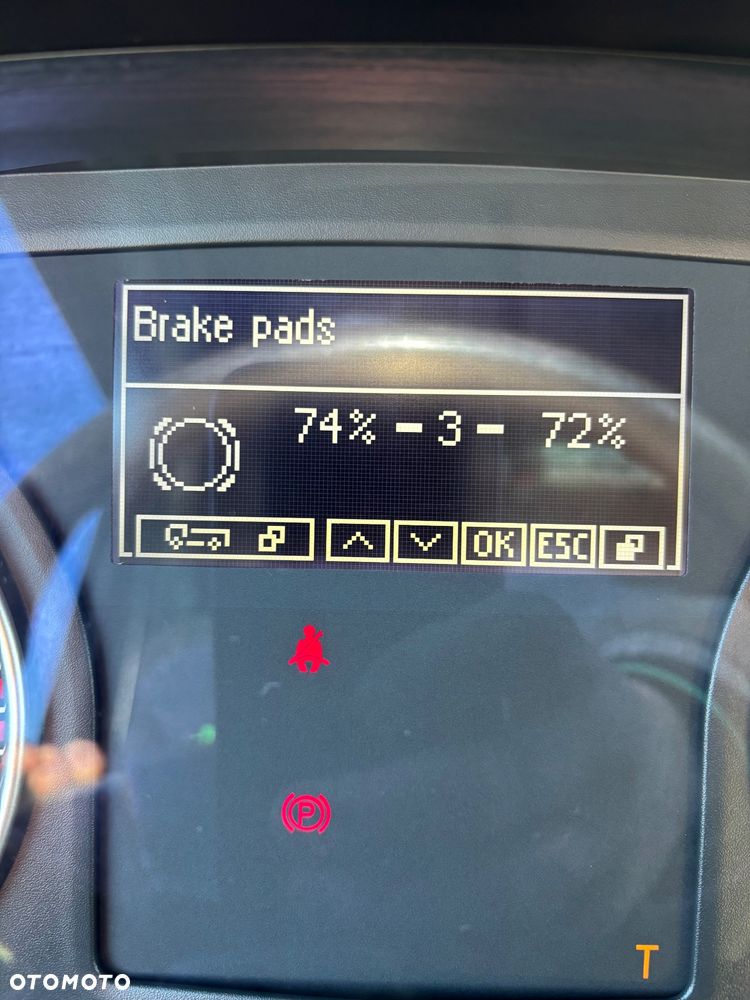 Brake pads
74% - 3 - 72%
OK ESC
P
T
OTOMOTO